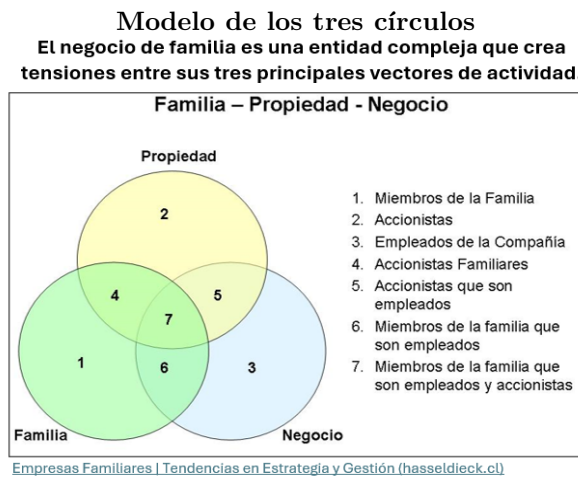 Modelo de los tres círculos
El negocio de familia es una entidad compleja que crea
tensiones entre sus tres principales vectores de actividad.
Familia – Propiedad - Negocio
Propiedad
2
4
5
7
1
6
3
Familia
Negocio
1. Miembros de la Familia
2. Accionistas
3. Empleados de la Compañía
4. Accionistas Familiares
5. Accionistas que son
empleados
6. Miembros de la familia que
son empleados
7. Miembros de la familia que
son empleados y accionistas
Empresas Familiares | Tendencias en Estrategia y Gestión (hasseldieck.cl)